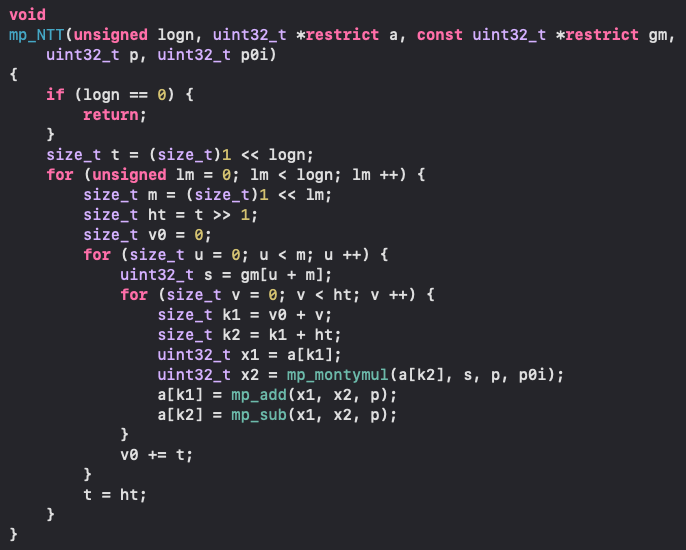 void
mp_NTT(unsigned logn, uint32_t *restrict a, const uint32_t *restrict gm,
    uint32_t p, uint32_t p0i)
{
    if (logn == 0) {
        return;
    }
    size_t t = (size_t)1 << logn;
    for (unsigned lm = 0; lm < logn; lm ++) {
        size_t m = (size_t)1 << lm;
        size_t ht = t >> 1;
        size_t v0 = 0;
        for (size_t u = 0; u < m; u ++) {
            uint32_t s = gm[u + m];
            for (size_t v = 0; v < ht; v ++) {
                size_t k1 = v0 + v;
                size_t k2 = k1 + ht;
                uint32_t x1 = a[k1];
                uint32_t x2 = mp_montymul(a[k2], s, p, p0i);
                a[k1] = mp_add(x1, x2, p);
                a[k2] = mp_sub(x1, x2, p);
            }
            v0 += t;
        }
        t = ht;
    }
}